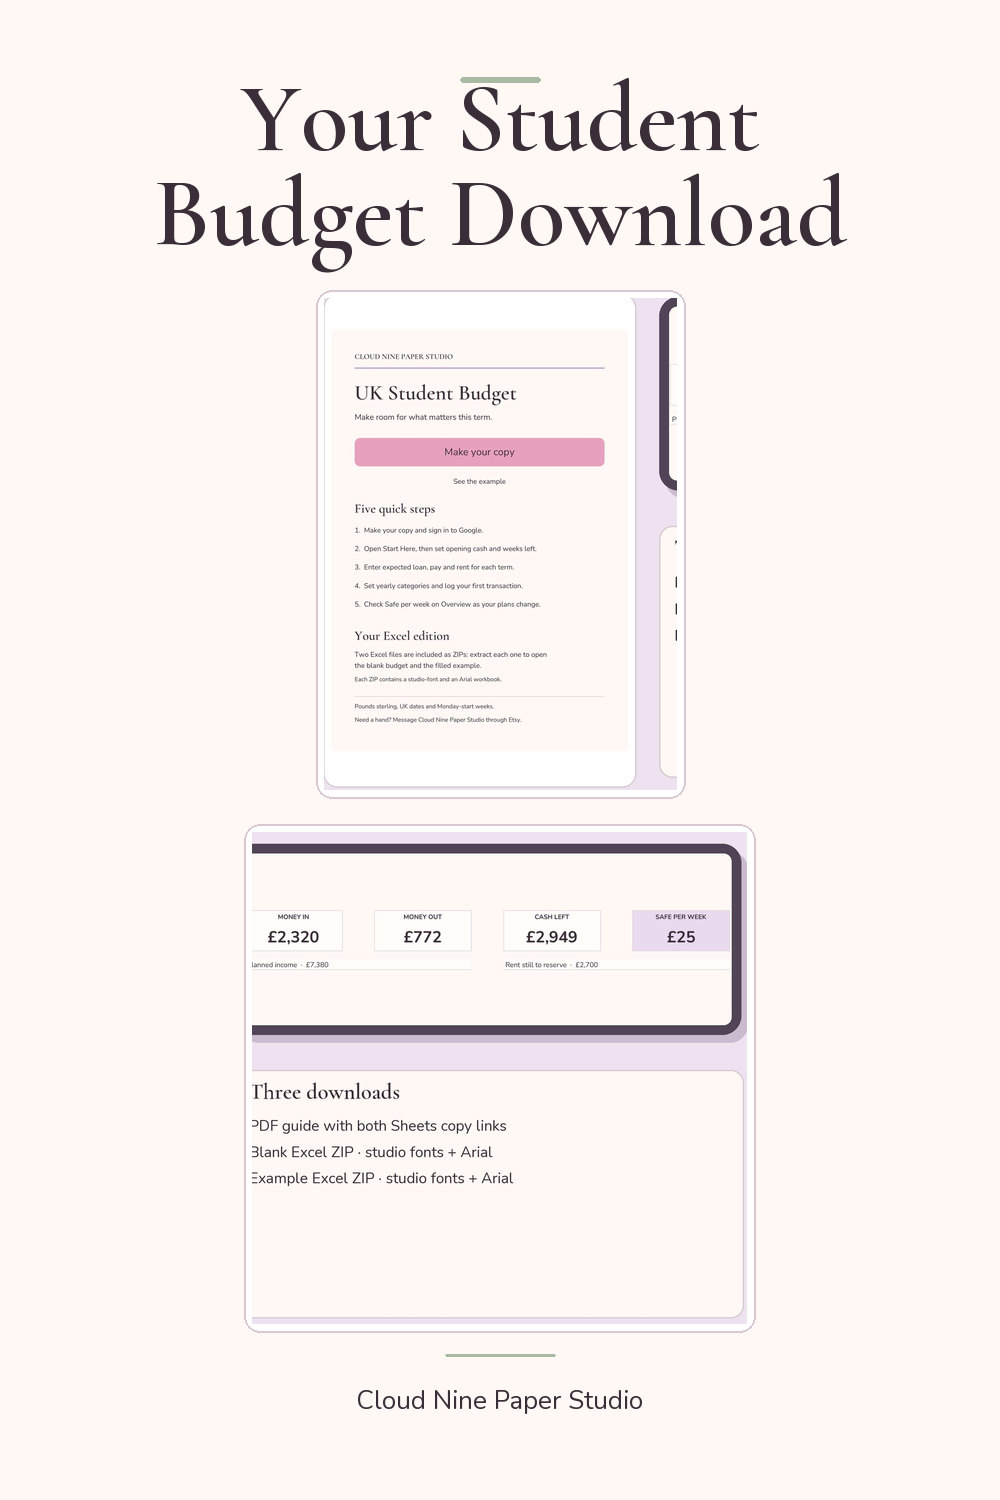 Your Student
Budget Download
CLOUD NINE PAPER STUDIO
UK Student Budget
Make room for what matters this term.
Make your copy
See the example
Five quick steps
1. Make your copy and sign in to Google.
2. Open Start Here, then set opening cash and weeks left.
3. Enter expected loan, pay and rent for each term.
4. Set yearly categories and log your first transaction.
5. Check Safe per week on Overview as your plans change.
Your Excel edition
Two Excel files are included as ZIPs; extract each one to open
the blank budget and the filled example.
Each ZIP contains a studio-font and an Arial workbook.
Pounds sterling, UK dates and Monday-start weeks.
Need a hand? Message Cloud Nine Paper Studio through Etsy.
P
MONEY IN MONEY OUT CASH LEFT SAFE PER WEEK
£2,320 £772 £2,949 £25
lanned income · £7,380 Rent still to reserve · £2,700
Three downloads
PDF guide with both Sheets copy links
Blank Excel ZIP · studio fonts + Arial
Example Excel ZIP · studio fonts + Arial
Cloud Nine Paper Studio